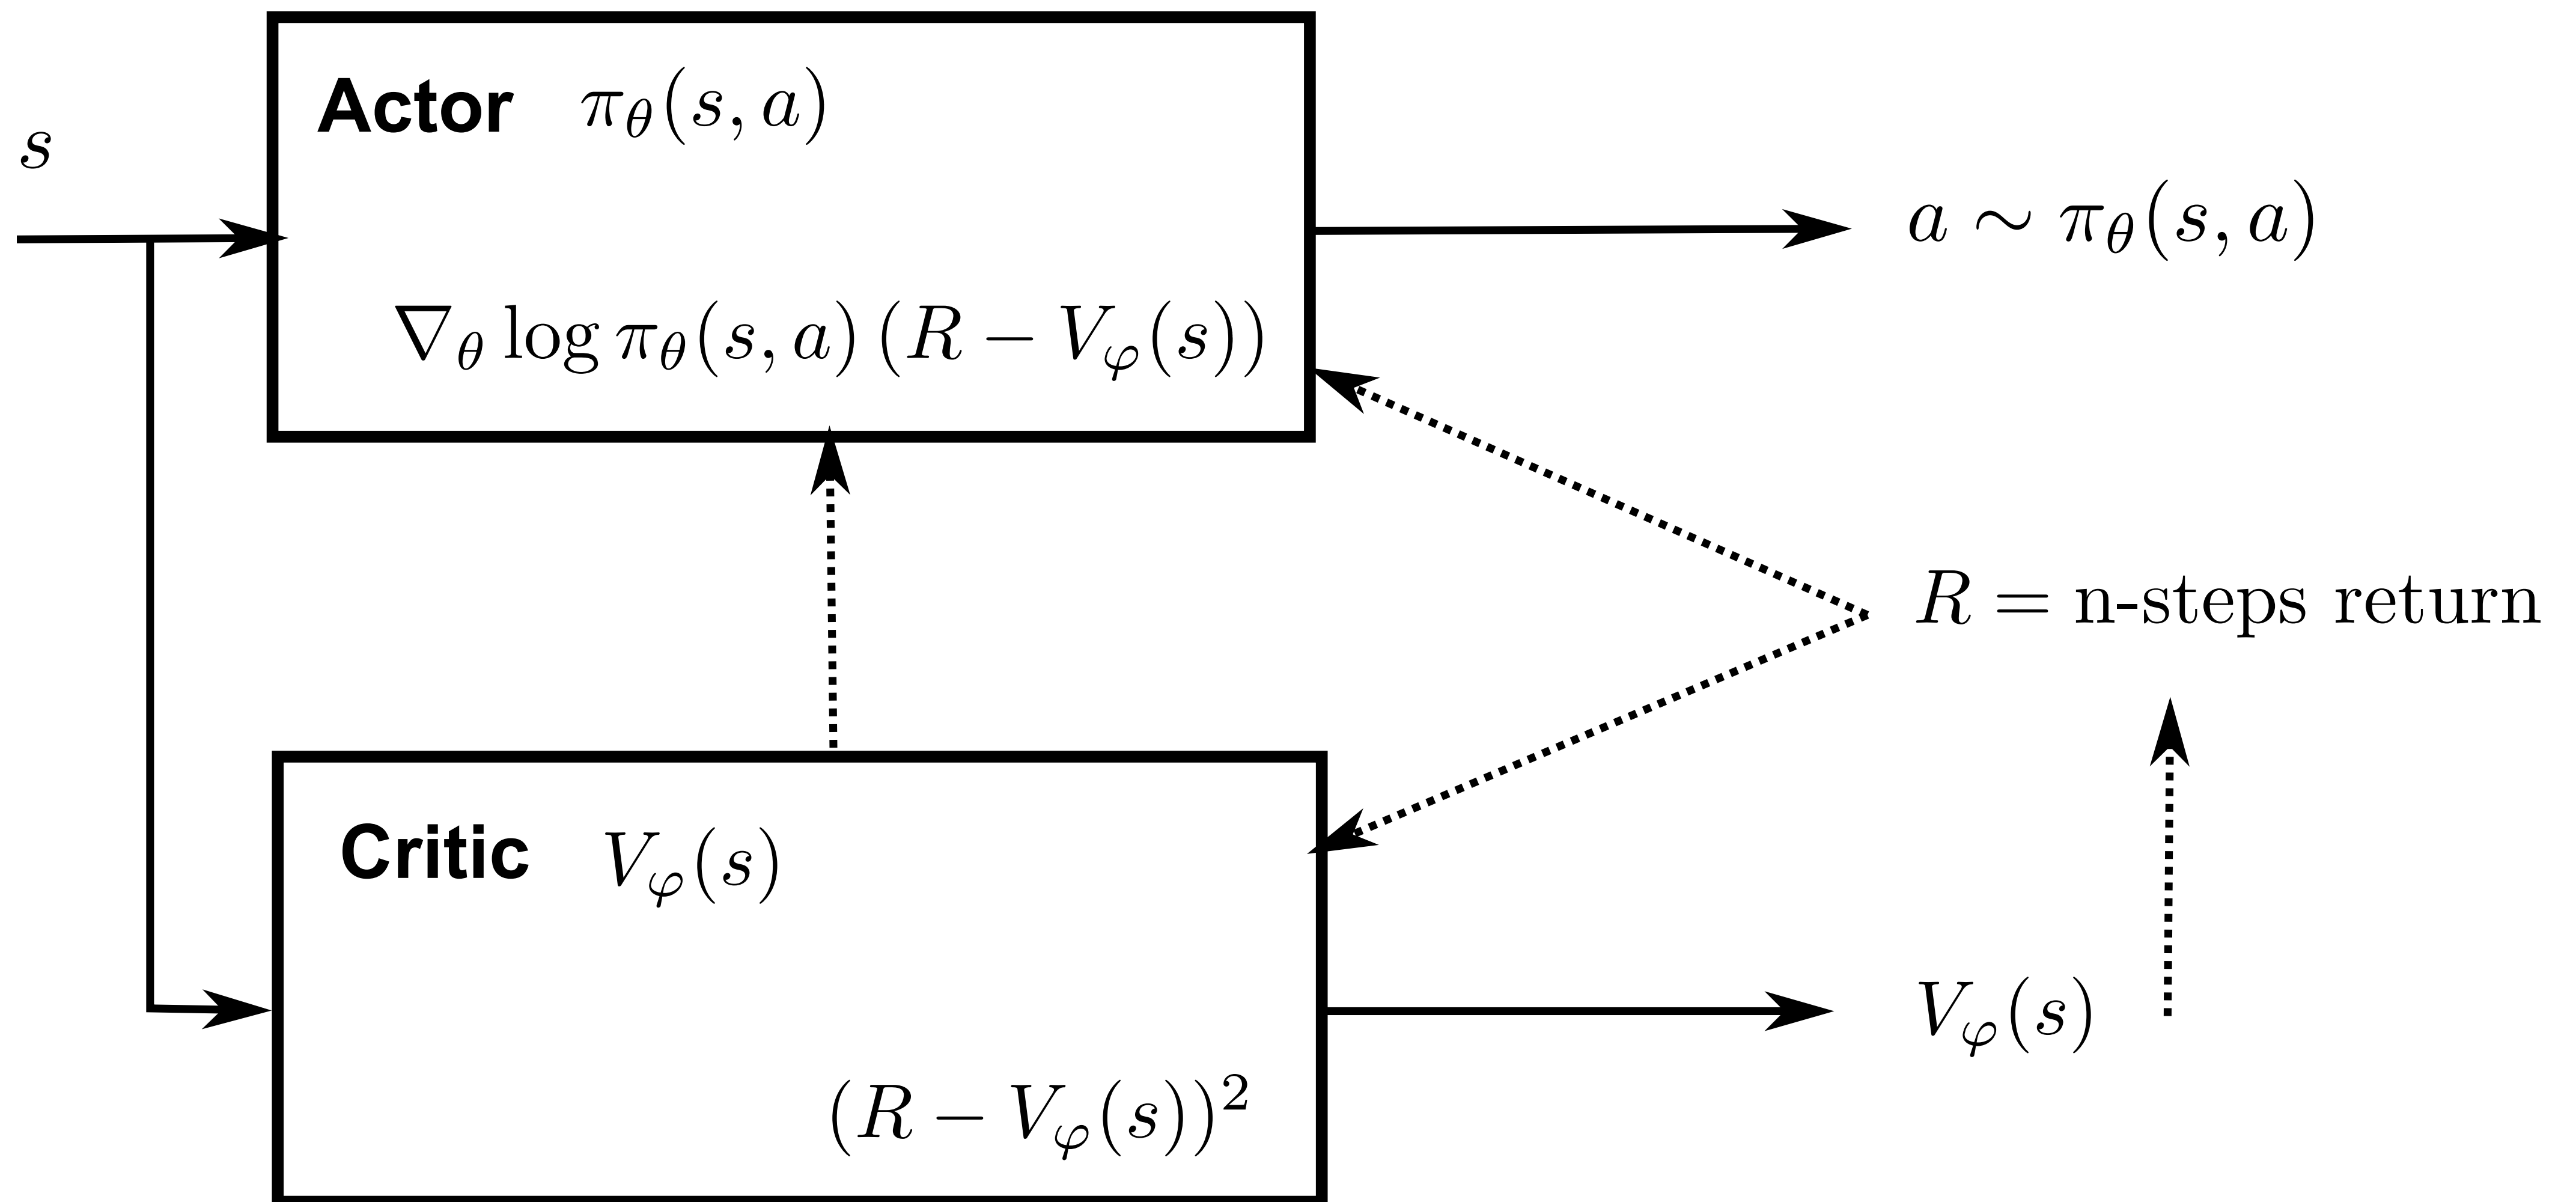 s
Actor π_θ(s, a)
∇_θ log π_θ(s, a) (R − V_φ(s))
a ∼ π_θ(s, a)
R = n-steps return
Critic V_φ(s)
(R − V_φ(s))²
V_φ(s)